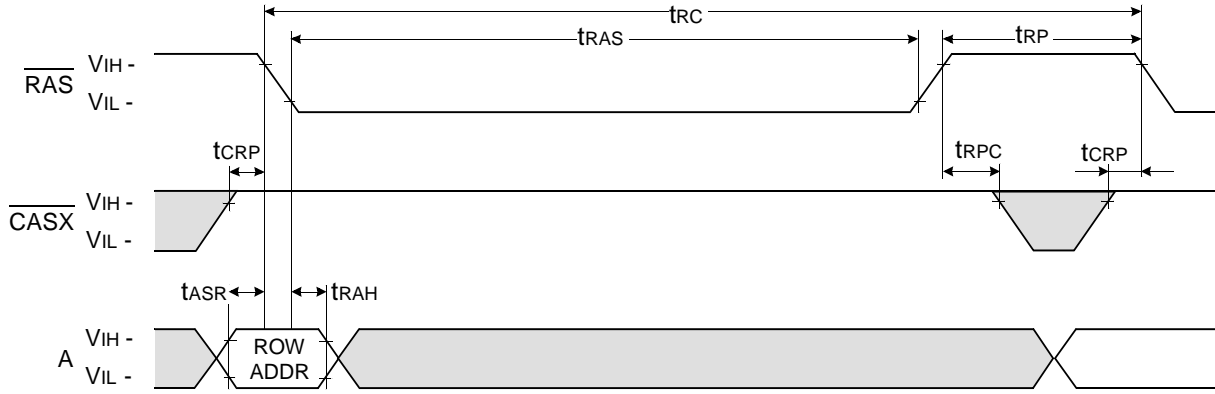 tRC
tRAS
tRP
RAS
VIH -
VIL -
tCRP
tRPC
tCRP
CASX
VIH -
VIL -
tASR
tRAH
A
VIH -
VIL -
ROW
ADDR